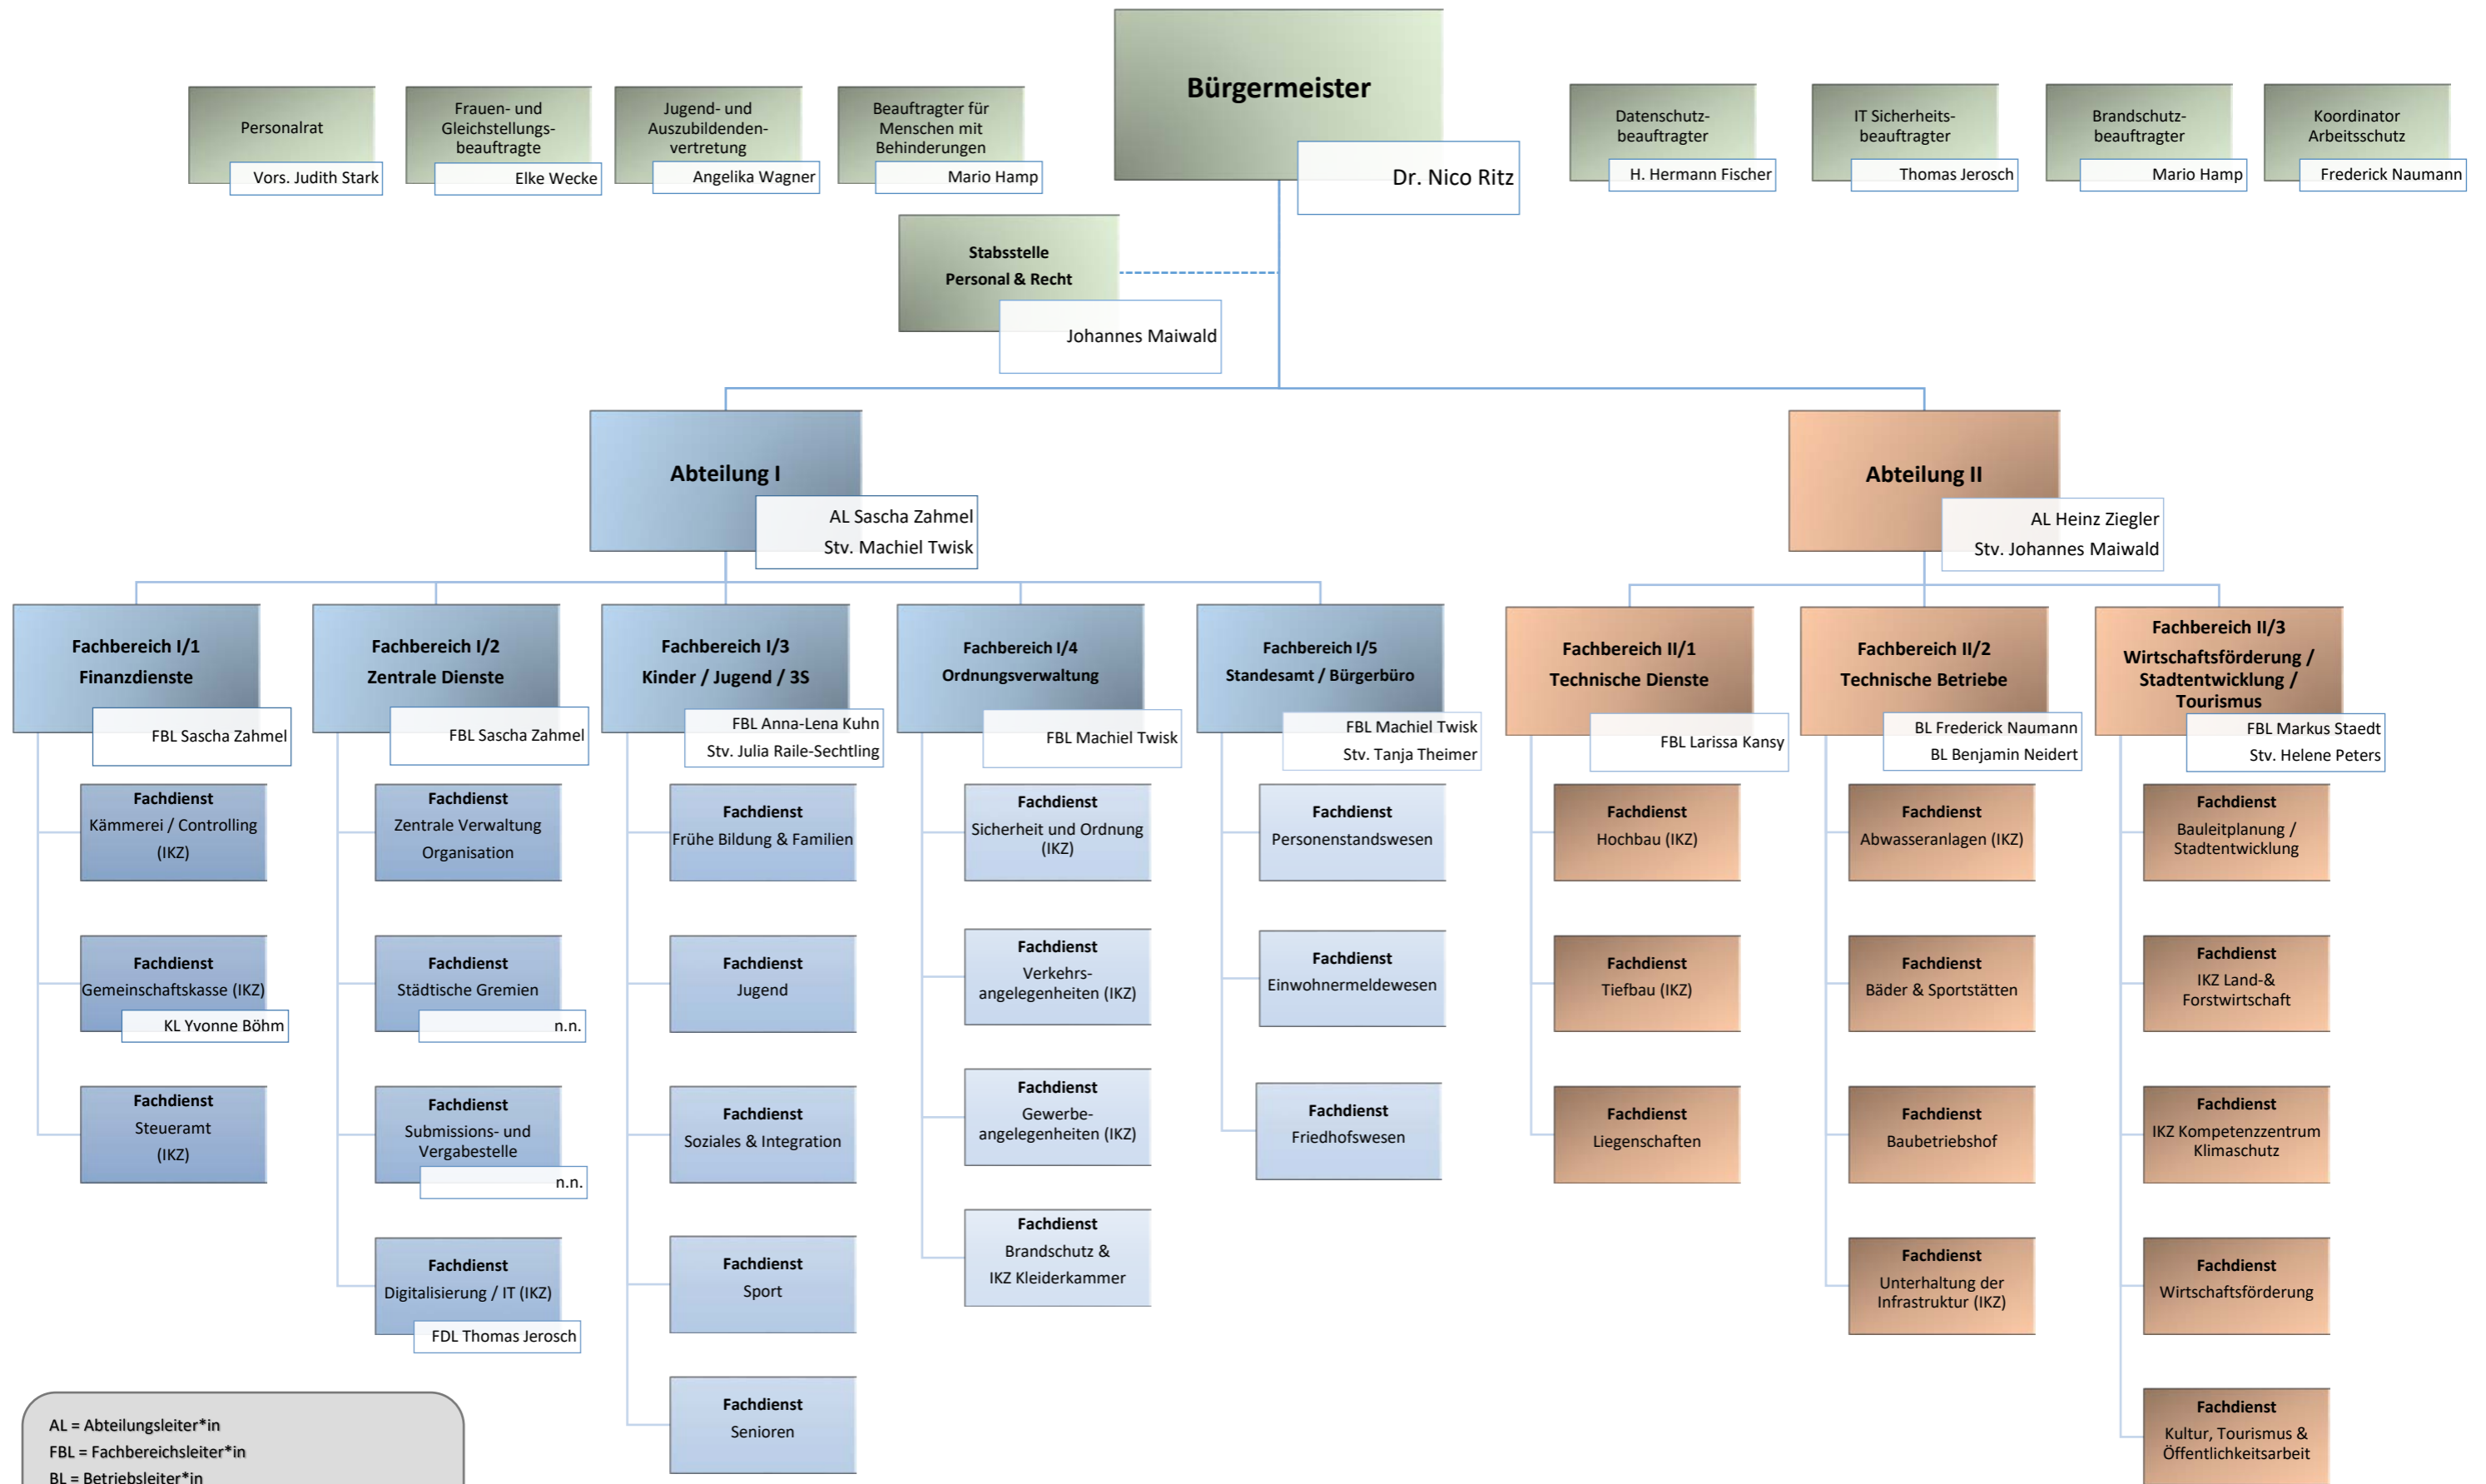 Bürgermeister
Dr. Nico Ritz
Personalrat
Vors. Judith Stark
Frauen- und
Gleichstellungs-
beauftragte
Elke Wecke
Jugend- und
Auszubildenden-
vertretung
Angelika Wagner
Beauftragter für
Menschen mit
Behinderungen
Mario Hamp
Datenschutz-
beauftragter
H. Hermann Fischer
IT Sicherheits-
beauftragter
Thomas Jerosch
Brandschutz-
beauftragter
Mario Hamp
Koordinator
Arbeitsschutz
Frederick Naumann
Stabsstelle
Personal & Recht
Johannes Maiwald
Abteilung I
AL Sascha Zahmel
Stv. Machiel Twisk
Abteilung II
AL Heinz Ziegler
Stv. Johannes Maiwald
Fachbereich I/1
Finanzdienste
FBL Sascha Zahmel
Fachdienst
Kämmerei / Controlling
(IKZ)
Fachdienst
Gemeinschaftskasse (IKZ)
KL Yvonne Böhm
Fachdienst
Steueramt
(IKZ)
Fachbereich I/2
Zentrale Dienste
FBL Sascha Zahmel
Fachdienst
Zentrale Verwaltung
Organisation
Fachdienst
Städtische Gremien
n.n.
Fachdienst
Submissions- und
Vergabestelle
n.n.
Fachdienst
Digitalisierung / IT (IKZ)
FDL Thomas Jerosch
Fachbereich I/3
Kinder / Jugend / 3S
FBL Anna-Lena Kuhn
Stv. Julia Raile-Sechtling
Fachdienst
Frühe Bildung & Familien
Fachdienst
Jugend
Fachdienst
Soziales & Integration
Fachdienst
Sport
Fachdienst
Senioren
Fachbereich I/4
Ordnungsverwaltung
FBL Machiel Twisk
Fachdienst
Sicherheit und Ordnung
(IKZ)
Fachdienst
Verkehrs-
angelegenheiten (IKZ)
Fachdienst
Gewerbe-
angelegenheiten (IKZ)
Fachdienst
Brandschutz &
IKZ Kleiderkammer
Fachbereich I/5
Standesamt / Bürgerbüro
FBL Machiel Twisk
Stv. Tanja Theimer
Fachdienst
Personenstandswesen
Fachdienst
Einwohnermeldewesen
Fachdienst
Friedhofswesen
Fachbereich II/1
Technische Dienste
FBL Larissa Kansy
Fachdienst
Hochbau (IKZ)
Fachdienst
Tiefbau (IKZ)
Fachdienst
Liegenschaften
Fachbereich II/2
Technische Betriebe
BL Frederick Naumann
BL Benjamin Neidert
Fachdienst
Abwasseranlagen (IKZ)
Fachdienst
Bäder & Sportstätten
Fachdienst
Baubetriebshof
Fachdienst
Unterhaltung der
Infrastruktur (IKZ)
Fachbereich II/3
Wirtschaftsförderung /
Stadtentwicklung /
Tourismus
FBL Markus Staedt
Stv. Helene Peters
Fachdienst
Bauleitplanung /
Stadtentwicklung
Fachdienst
IKZ Land-&
Forstwirtschaft
Fachdienst
IKZ Kompetenzzentrum
Klimaschutz
Fachdienst
Wirtschaftsförderung
Fachdienst
Kultur, Tourismus &
Öffentlichkeitsarbeit
AL = Abteilungsleiter*in
FBL = Fachbereichsleiter*in
BL = Betriebsleiter*in